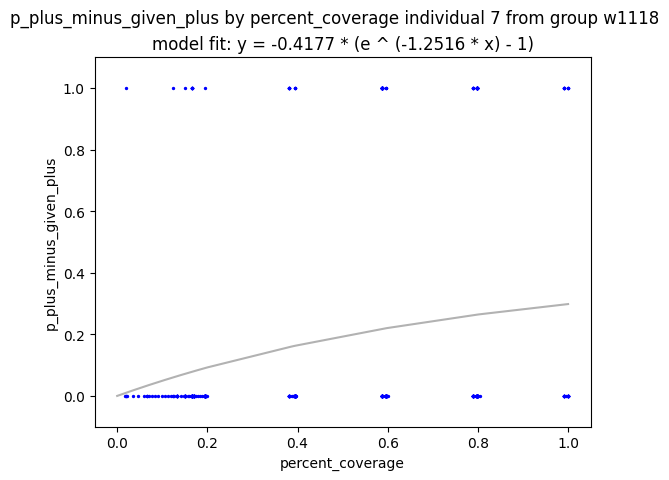 p_plus_minus_given_plus by percent_coverage individual 7 from group w1118
model fit: y = -0.4177 * (e ^ (-1.2516 * x) - 1)
1.0
0.8
0.6
0.4
0.2
0.0
p_plus_minus_given_plus
0.0 0.2 0.4 0.6 0.8 1.0
percent_coverage